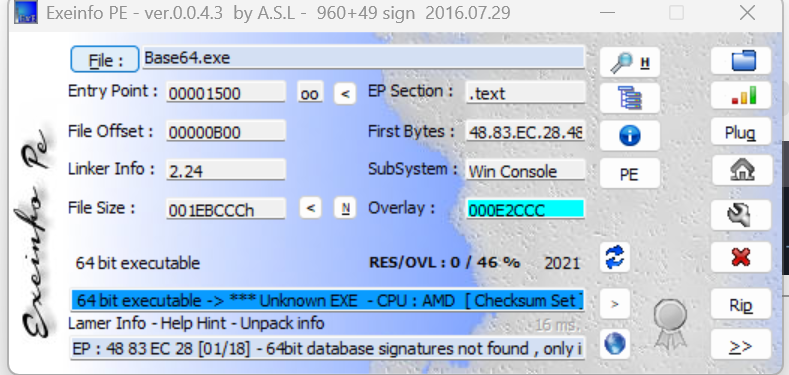 Exeinfo PE - ver.0.0.4.3 by A.S.L - 960+49 sign 2016.07.29
File : Base64.exe H
Entry Point : 00001500 oo < EP Section : .text
File Offset : 00000B00 First Bytes : 48.83.EC.28.48 Plug
Linker Info : 2.24 SubSystem : Win Console PE
File Size : 001EBCCCh < N Overlay : 000E2CCC
Exeinfo Pe
64 bit executable RES/OVL : 0 / 46 % 2021
64 bit executable -> *** Unknown EXE - CPU : AMD [ Checksum Set ] > Rip
Lamer Info - Help Hint - Unpack info 16 ms.
EP : 48 83 EC 28 [01/18] - 64bit database signatures not found , only i >>